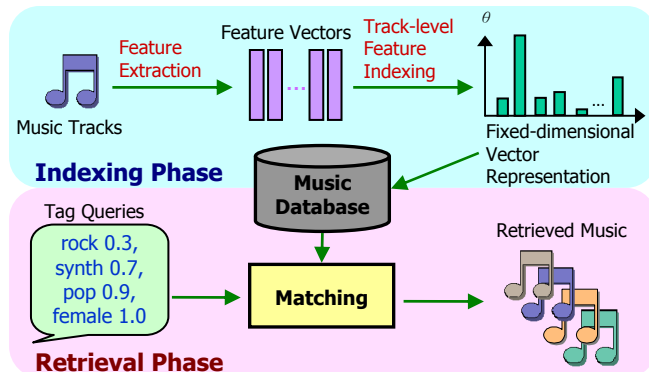 Feature
Extraction
Feature Vectors
Track-level
Feature
Indexing
θ
...
...
Music Tracks
Fixed-dimensional
Vector
Representation
Indexing Phase
Music
Database
Tag Queries
rock 0.3,
synth 0.7,
pop 0.9,
female 1.0
Matching
Retrieved Music
Retrieval Phase